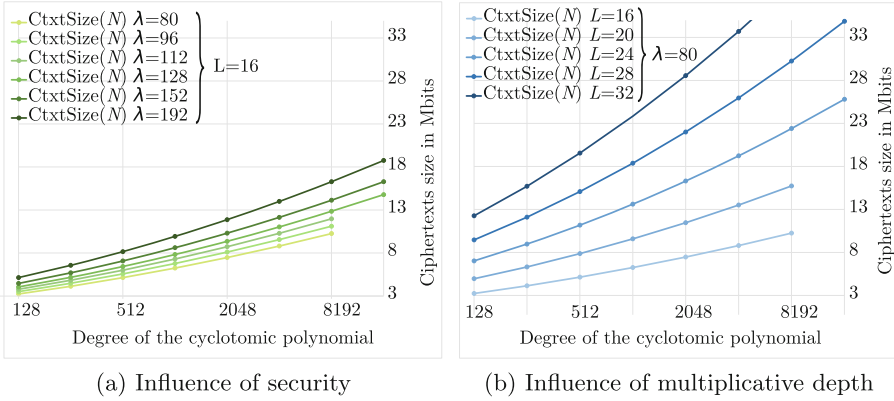 CtxtSize(N) λ=80
CtxtSize(N) λ=96
CtxtSize(N) λ=112
CtxtSize(N) λ=128
CtxtSize(N) λ=152
CtxtSize(N) λ=192
L=16
33
28
23
18
13
8
3
Ciphertexts size in Mbits
128
512
2048
8192
Degree of the cyclotomic polynomial
(a) Influence of security
CtxtSize(N) L=16
CtxtSize(N) L=20
CtxtSize(N) L=24
CtxtSize(N) L=28
CtxtSize(N) L=32
λ=80
33
28
23
18
13
8
3
Ciphertexts size in Mbits
128
512
2048
8192
Degree of the cyclotomic polynomial
(b) Influence of multiplicative depth